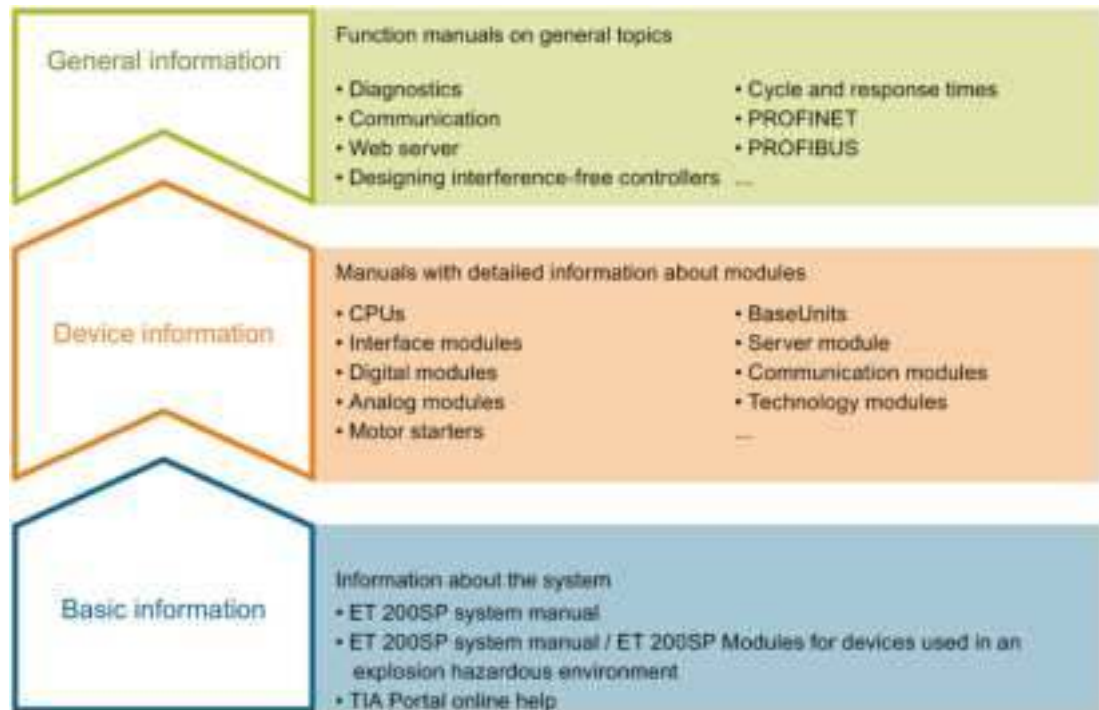 General information
Function manuals on general topics
• Diagnostics
• Communication
• Web server
• Designing interference-free controllers
• Cycle and response times
• PROFINET
• PROFIBUS
...
Device information
Manuals with detailed information about modules
• CPUs
• Interface modules
• Digital modules
• Analog modules
• Motor starters
• BaseUnits
• Server module
• Communication modules
• Technology modules
...
Basic information
Information about the system
• ET 200SP system manual
• ET 200SP system manual / ET 200SP Modules for devices used in an
explosion hazardous environment
• TIA Portal online help